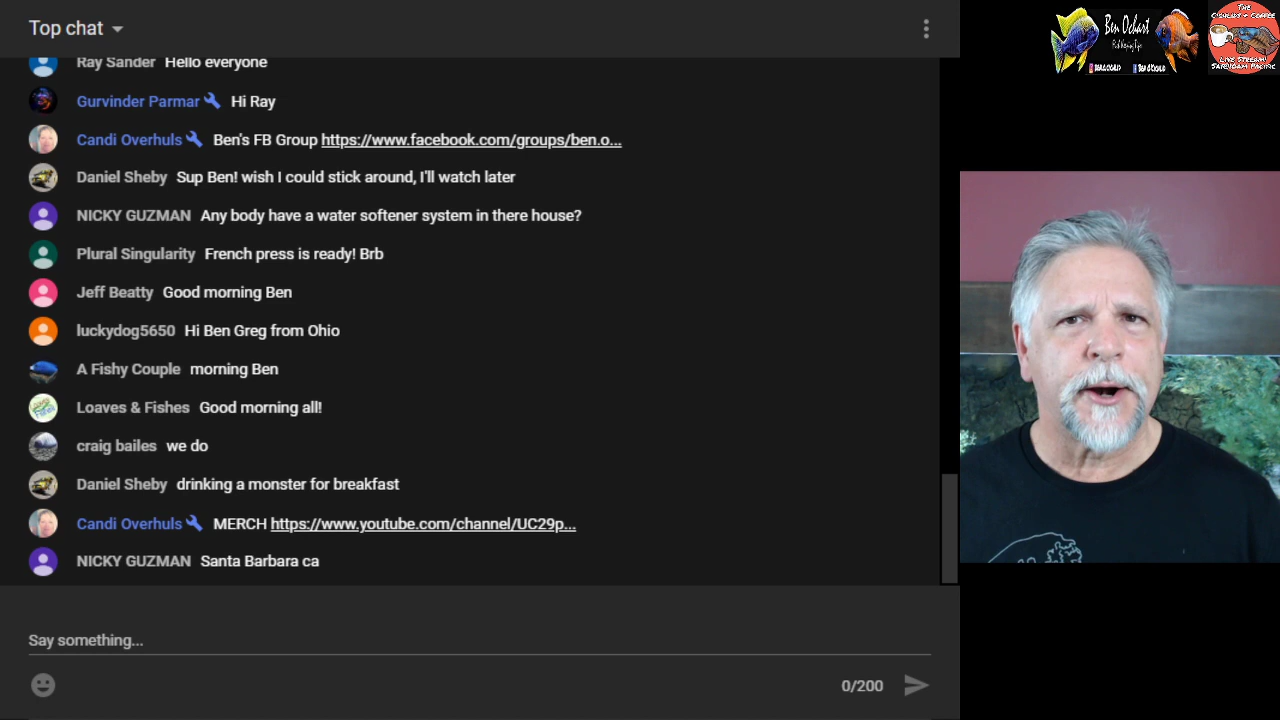 Top chat
Ray Sander Hello everyone
Gurvinder Parmar Hi Ray
Candi Overhuls Ben's FB Group https://www.facebook.com/groups/ben.o...
Daniel Sheby Sup Ben! wish I could stick around, I'll watch later
NICKY GUZMAN Any body have a water softener system in there house?
Plural Singularity French press is ready! Brb
Jeff Beatty Good morning Ben
luckydog5650 Hi Ben Greg from Ohio
A Fishy Couple morning Ben
Loaves & Fishes Good morning all!
craig bailes we do
Daniel Sheby drinking a monster for breakfast
Candi Overhuls MERCH https://www.youtube.com/channel/UC29p...
NICKY GUZMAN Santa Barbara ca
Say something...
0/200
Ben Ochart
The
& Coffee
Live Stream!